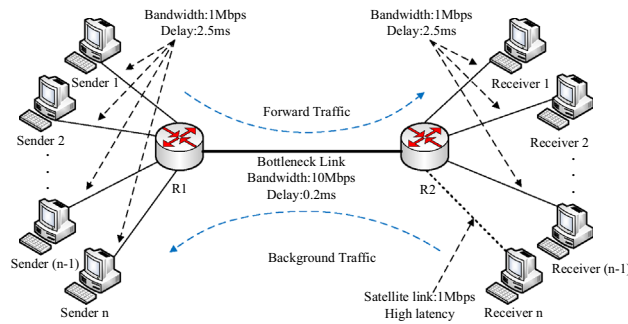 Bandwidth:1Mbps
Delay:2.5ms
Bandwidth:1Mbps
Delay:2.5ms
Sender 1
Receiver 1
Forward Traffic
Sender 2
Receiver 2
R1
Bottleneck Link
Bandwidth:10Mbps
Delay:0.2ms
R2
Sender (n-1)
Receiver (n-1)
Background Traffic
Sender n
Satellite link:1Mbps
High latency
Receiver n